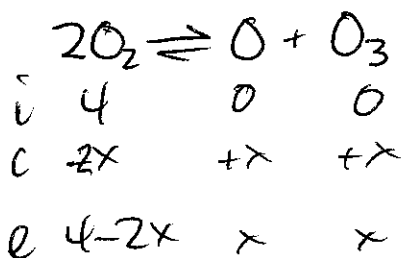 2O₂ ⇌ O + O₃
i 4 0 0
c -2x +x +x
e 4-2x x x